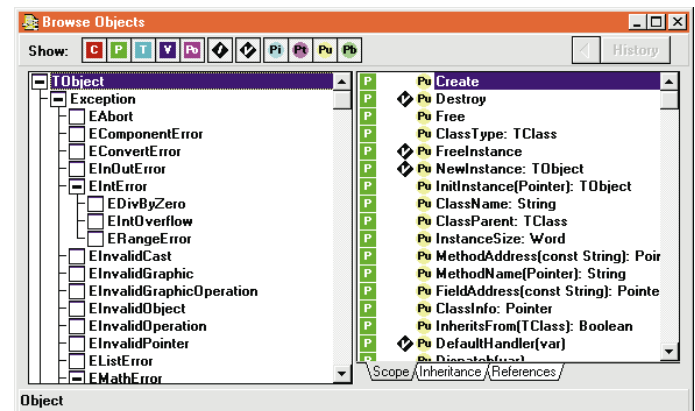 Browse Objects
Show: C P T V Po Pi Pt Pu Pb
History
TObject
Exception
EAbort
EComponentError
EConvertError
EInOutError
EIntError
EDivByZero
EIntOverflow
ERangeError
EInvalidCast
EInvalidGraphic
EInvalidGraphicOperation
EInvalidObject
EInvalidOperation
EInvalidPointer
EListError
EMathError
P Pu Create
P Pu Destroy
P Pu Free
P Pu ClassType: TClass
P Pu FreeInstance
P Pu NewInstance: TObject
P Pu InitInstance(Pointer): TObject
P Pu ClassName: String
P Pu ClassParent: TClass
P Pu InstanceSize: Word
P Pu MethodAddress(const String): Poir
P Pu MethodName(Pointer): String
P Pu FieldAddress(const String): Pointe
P Pu ClassInfo: Pointer
P Pu InheritsFrom(TClass): Boolean
P Pu DefaultHandler(var)
P Pu Dispatch(var)
Scope Inheritance References
Object